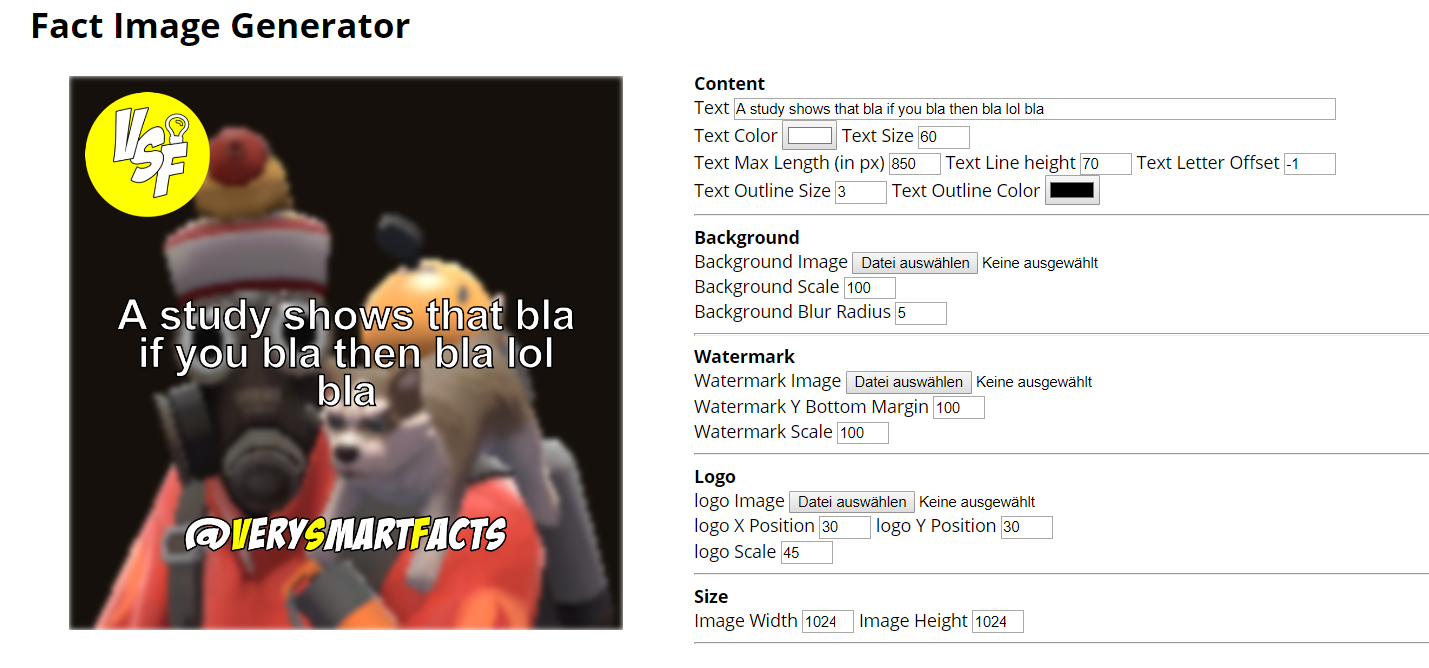 Fact Image Generator
VSF
A study shows that bla
if you bla then bla lol
bla
@VERYSMARTFACTS
Content
Text A study shows that bla if you bla then bla lol bla
Text Color Text Size 60
Text Max Length (in px) 850 Text Line height 70 Text Letter Offset -1
Text Outline Size 3 Text Outline Color
Background
Background Image Datei auswählen Keine ausgewählt
Background Scale 100
Background Blur Radius 5
Watermark
Watermark Image Datei auswählen Keine ausgewählt
Watermark Y Bottom Margin 100
Watermark Scale 100
Logo
logo Image Datei auswählen Keine ausgewählt
logo X Position 30 logo Y Position 30
logo Scale 45
Size
Image Width 1024 Image Height 1024